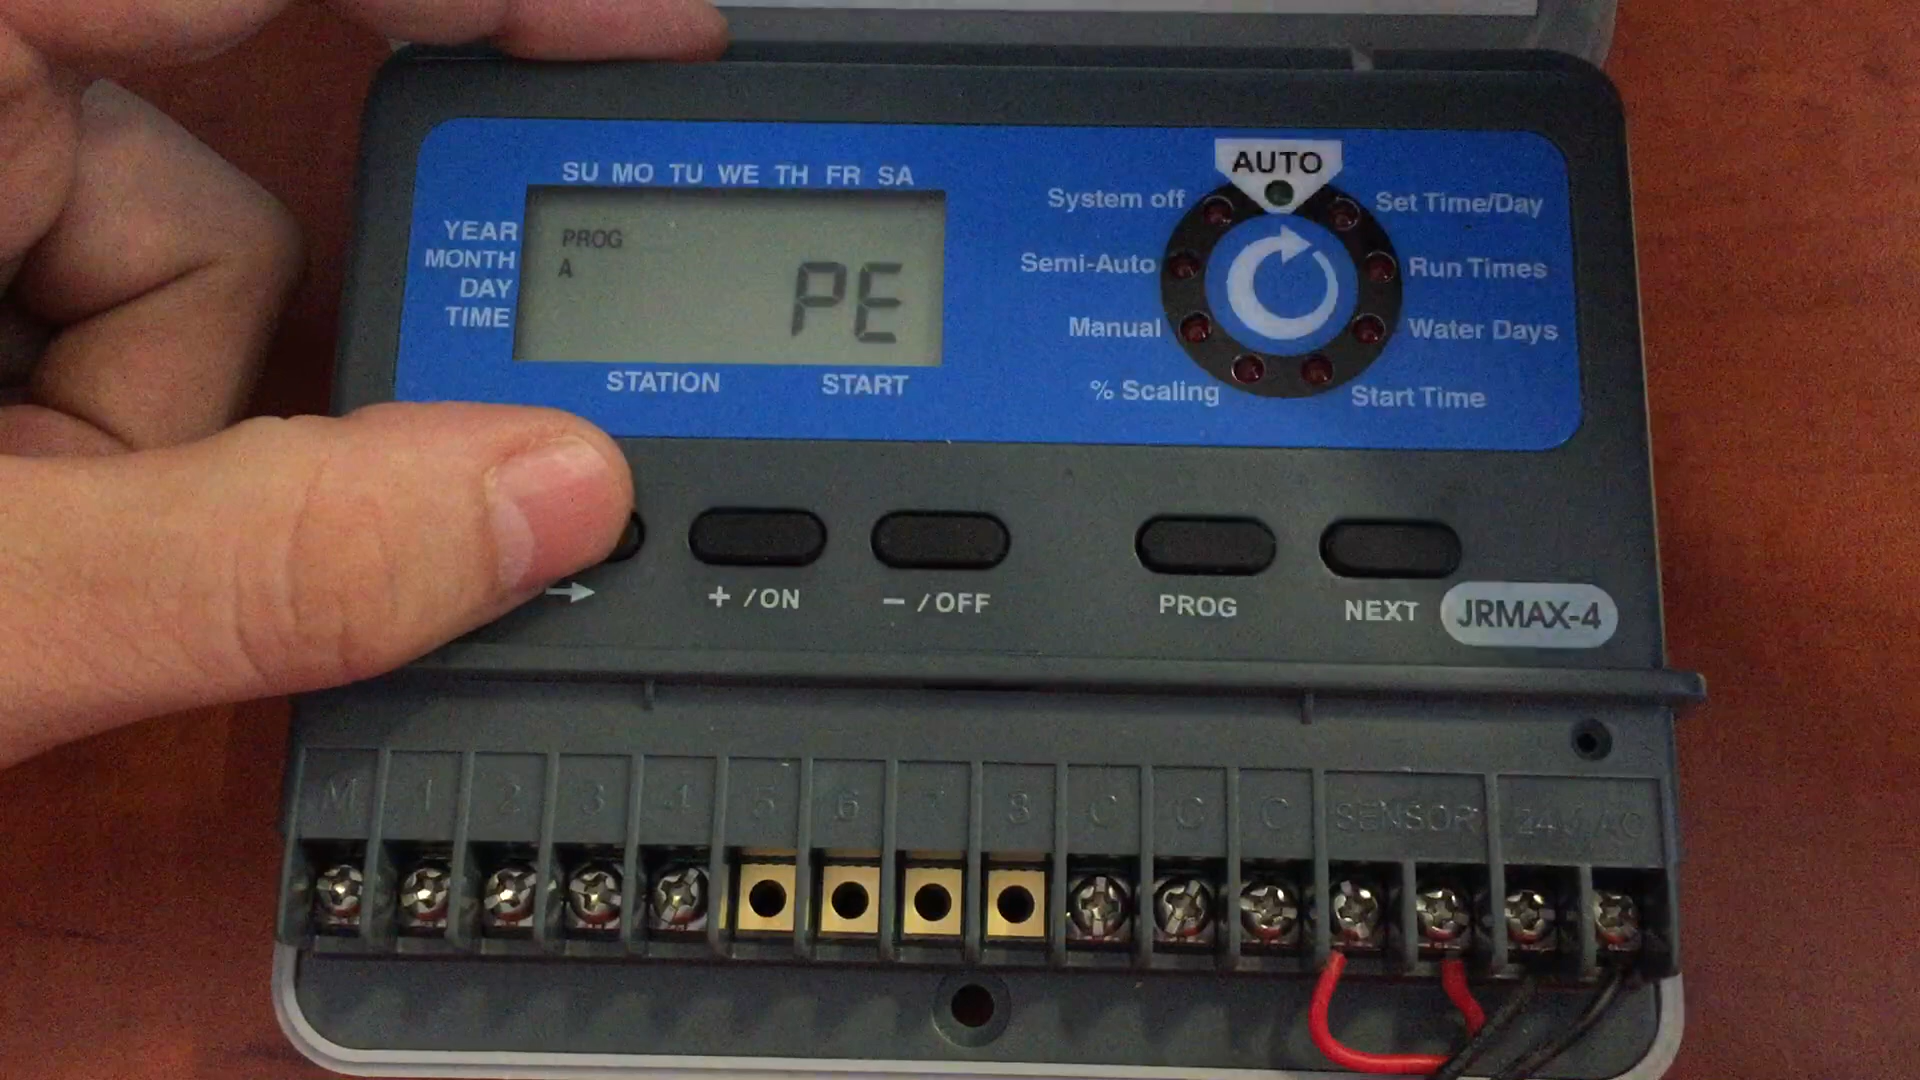 SU MO TU WE TH FR SA
YEAR
MONTH
DAY
TIME
PROG
A
PE
STATION START
AUTO
System off
Set Time/Day
Semi-Auto
Run Times
Manual
Water Days
% Scaling
Start Time
→
+ /ON
- /OFF
PROG
NEXT
JRMAX-4
M 1 2 3 4 5 6 7 8 C C C SENSOR 24V AC